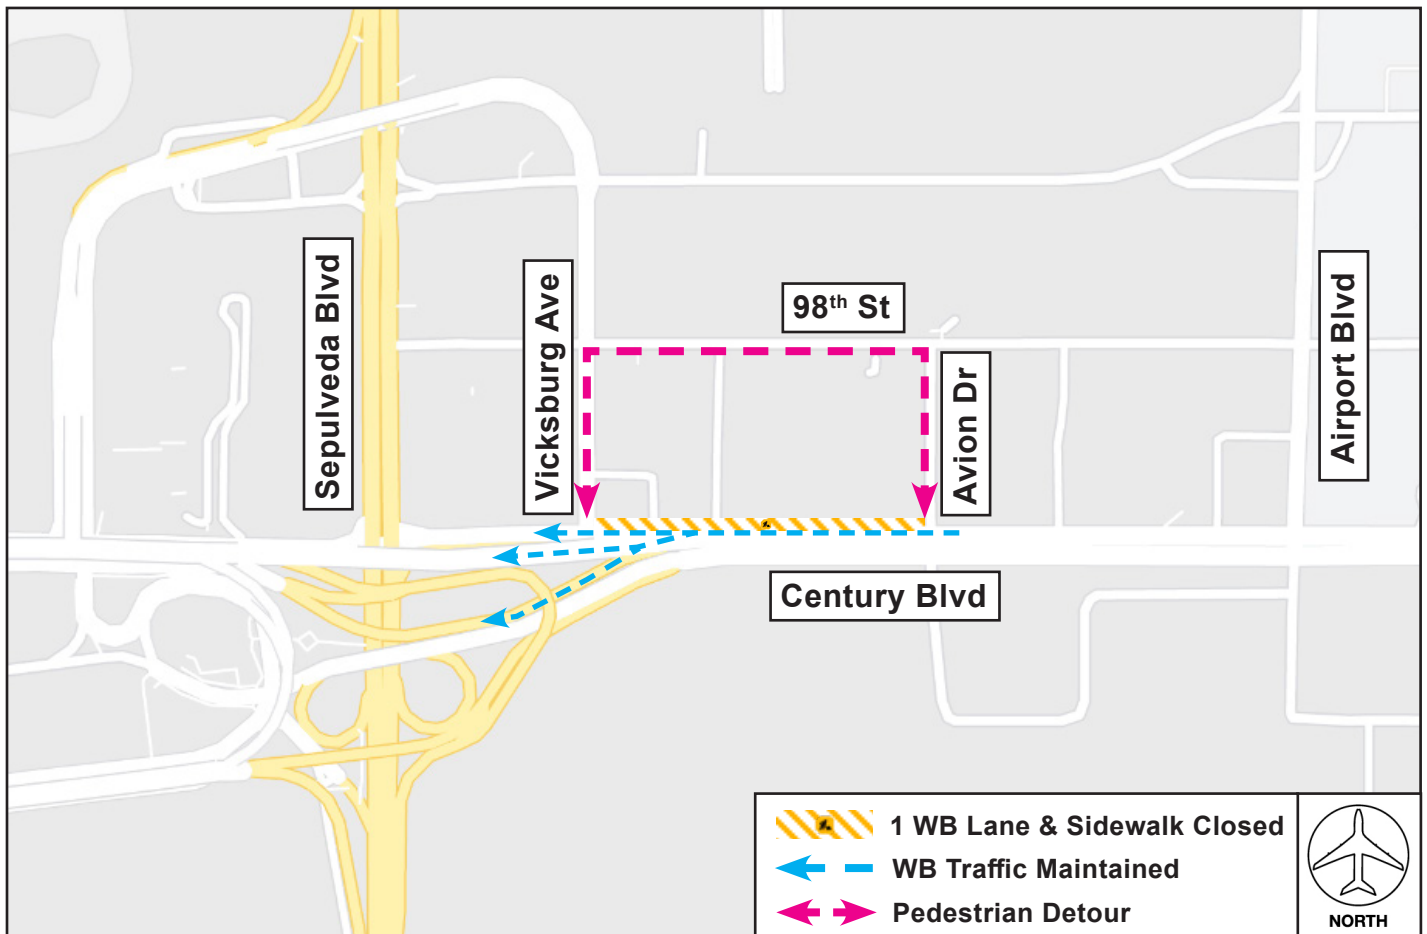 98th St
Sepulveda Blvd
Vicksburg Ave
Avion Dr
Airport Blvd
Century Blvd
1 WB Lane & Sidewalk Closed
WB Traffic Maintained
Pedestrian Detour
NORTH